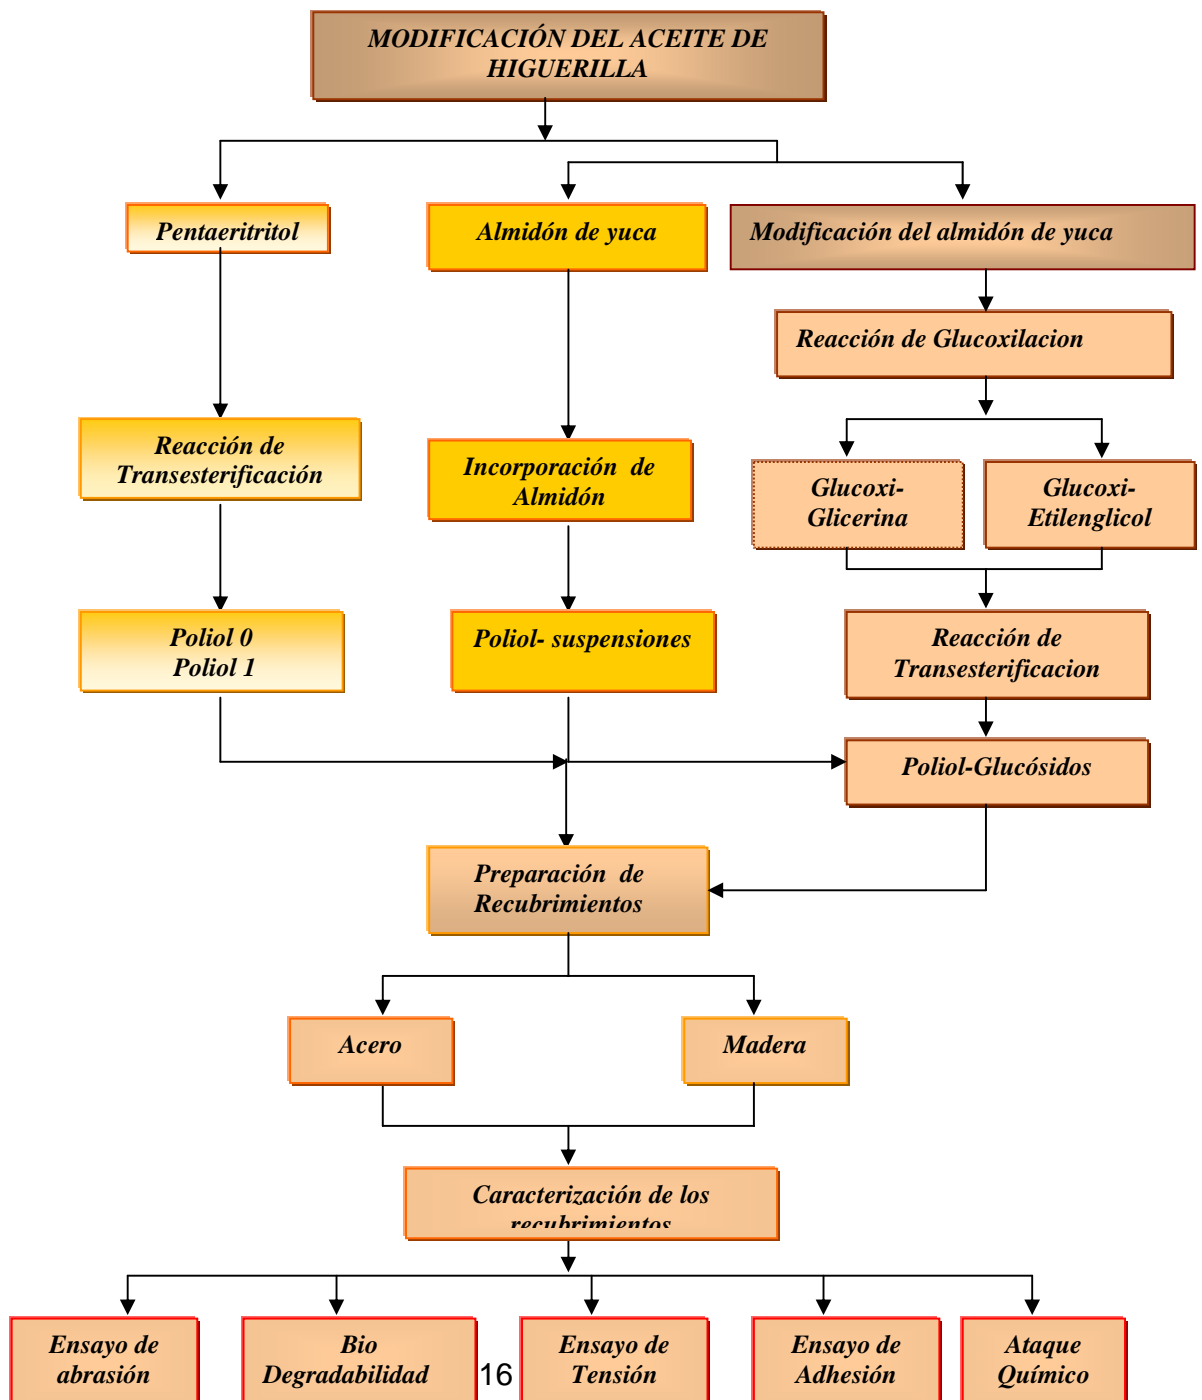 MODIFICACIÓN DEL ACEITE DE
HIGUERILLA
Pentaeritritol
Almidón de yuca
Modificación del almidón de yuca
Reacción de Glucoxilacion
Reacción de
Transesterificación
Incorporación de
Almidón
Glucoxi-
Glicerina
Glucoxi-
Etilenglicol
Poliol 0
Poliol 1
Poliol- suspensiones
Reacción de
Transesterificacion
Poliol-Glucósidos
Preparación de
Recubrimientos
Acero
Madera
Caracterización de los
recubrimientos
Ensayo de
abrasión
Bio
Degradabilidad
16
Ensayo de
Tensión
Ensayo de
Adhesión
Ataque
Químico